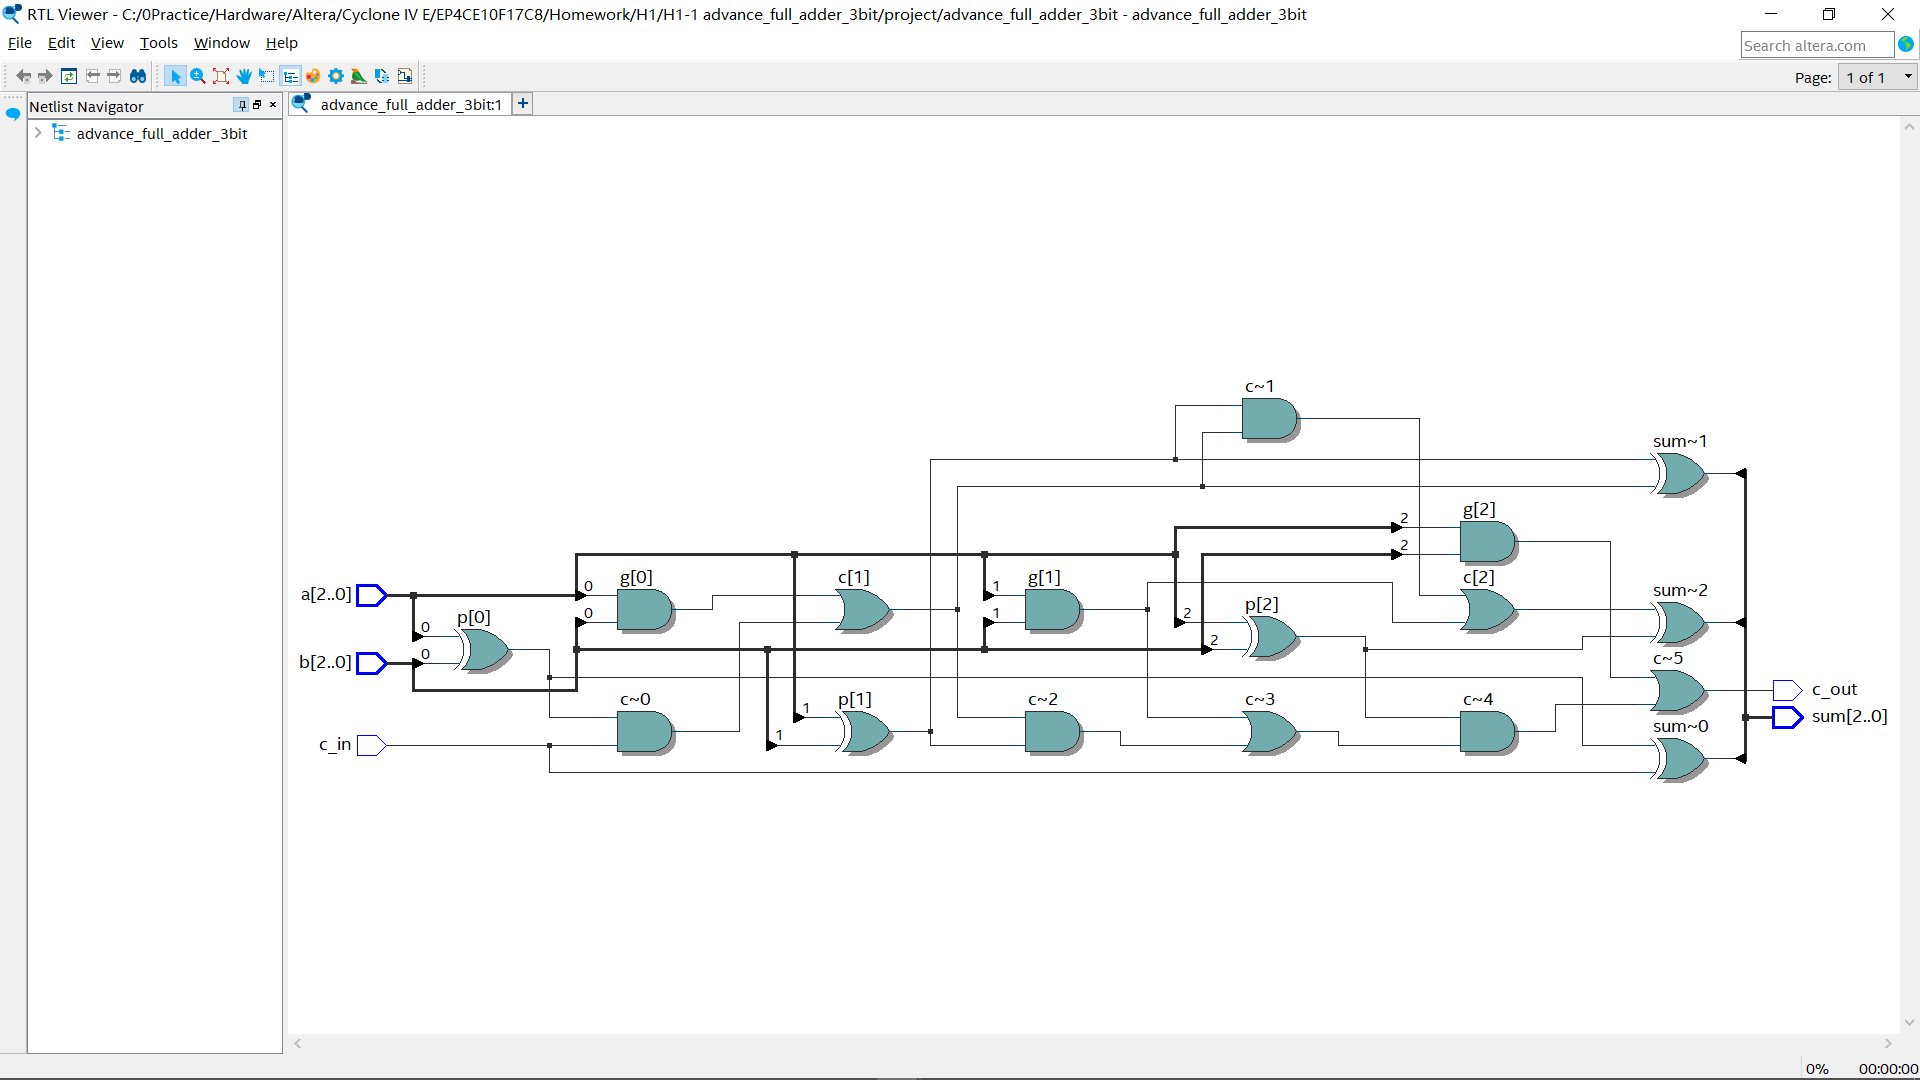 RTL Viewer - C:/0Practice/Hardware/Altera/Cyclone IV E/EP4CE10F17C8/Homework/H1/H1-1 advance_full_adder_3bit/project/advance_full_adder_3bit - advance_full_adder_3bit
File Edit View Tools Window Help
Search altera.com
Page: 1 of 1
Netlist Navigator
advance_full_adder_3bit:1
advance_full_adder_3bit
c~1
sum~1
g[2]
2
2
g[0]
c[1]
g[1]
c[2]
a[2..0]
0
1
sum~2
p[2]
p[0]
0
1
2
0
2
b[2..0]
0
c~5
c~0
p[1]
c~2
c~3
c~4
c_out
1
sum[2..0]
sum~0
1
c_in
0% 00:00:00